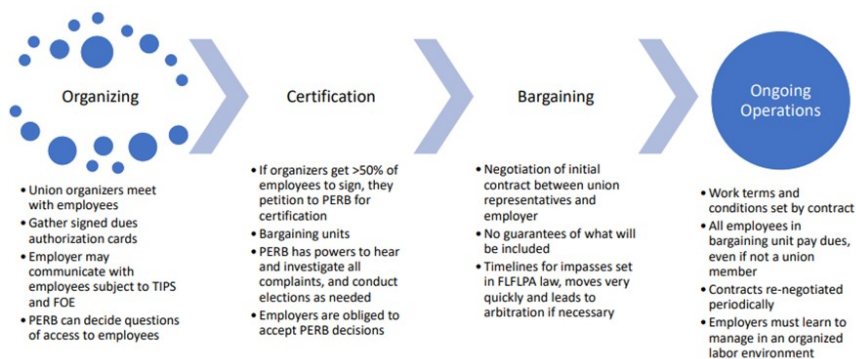 Organizing
• Union organizers meet
with employees
• Gather signed dues
authorization cards
• Employer may
communicate with
employees subject to TIPS
and FOE
• PERB can decide questions
of access to employees
Certification
• If organizers get >50% of
employees to sign, they
petition to PERB for
certification
• Bargaining units
• PERB has powers to hear
and investigate all
complaints, and conduct
elections as needed
• Employers are obliged to
accept PERB decisions
Bargaining
• Negotiation of initial
contract between union
representatives and
employer
• No guarantees of what will
be included
• Timelines for impasses set
in FLFLPA law, moves very
quickly and leads to
arbitration if necessary
Ongoing
Operations
• Work terms and
conditions set by contract
• All employees in
bargaining unit pay dues,
even if not a union
member
• Contracts re-negotiated
periodically
• Employers must learn to
manage in an organized
labor environment